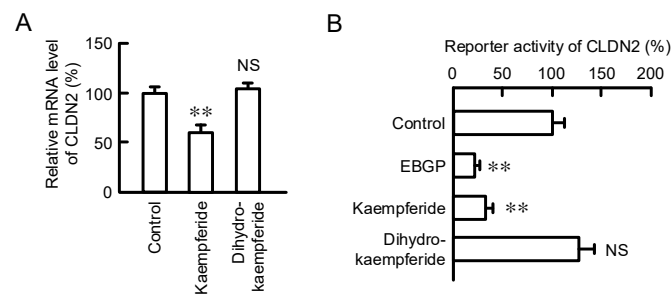 A
Relative mRNA level
of CLDN2 (%)
150
100
50
0
**
NS
Control
Kaempferide
Dihydro-
kaempferide
B
Reporter activity of CLDN2 (%)
0 50 100 150 200
Control
EBGP **
Kaempferide **
Dihydro-
kaempferide NS